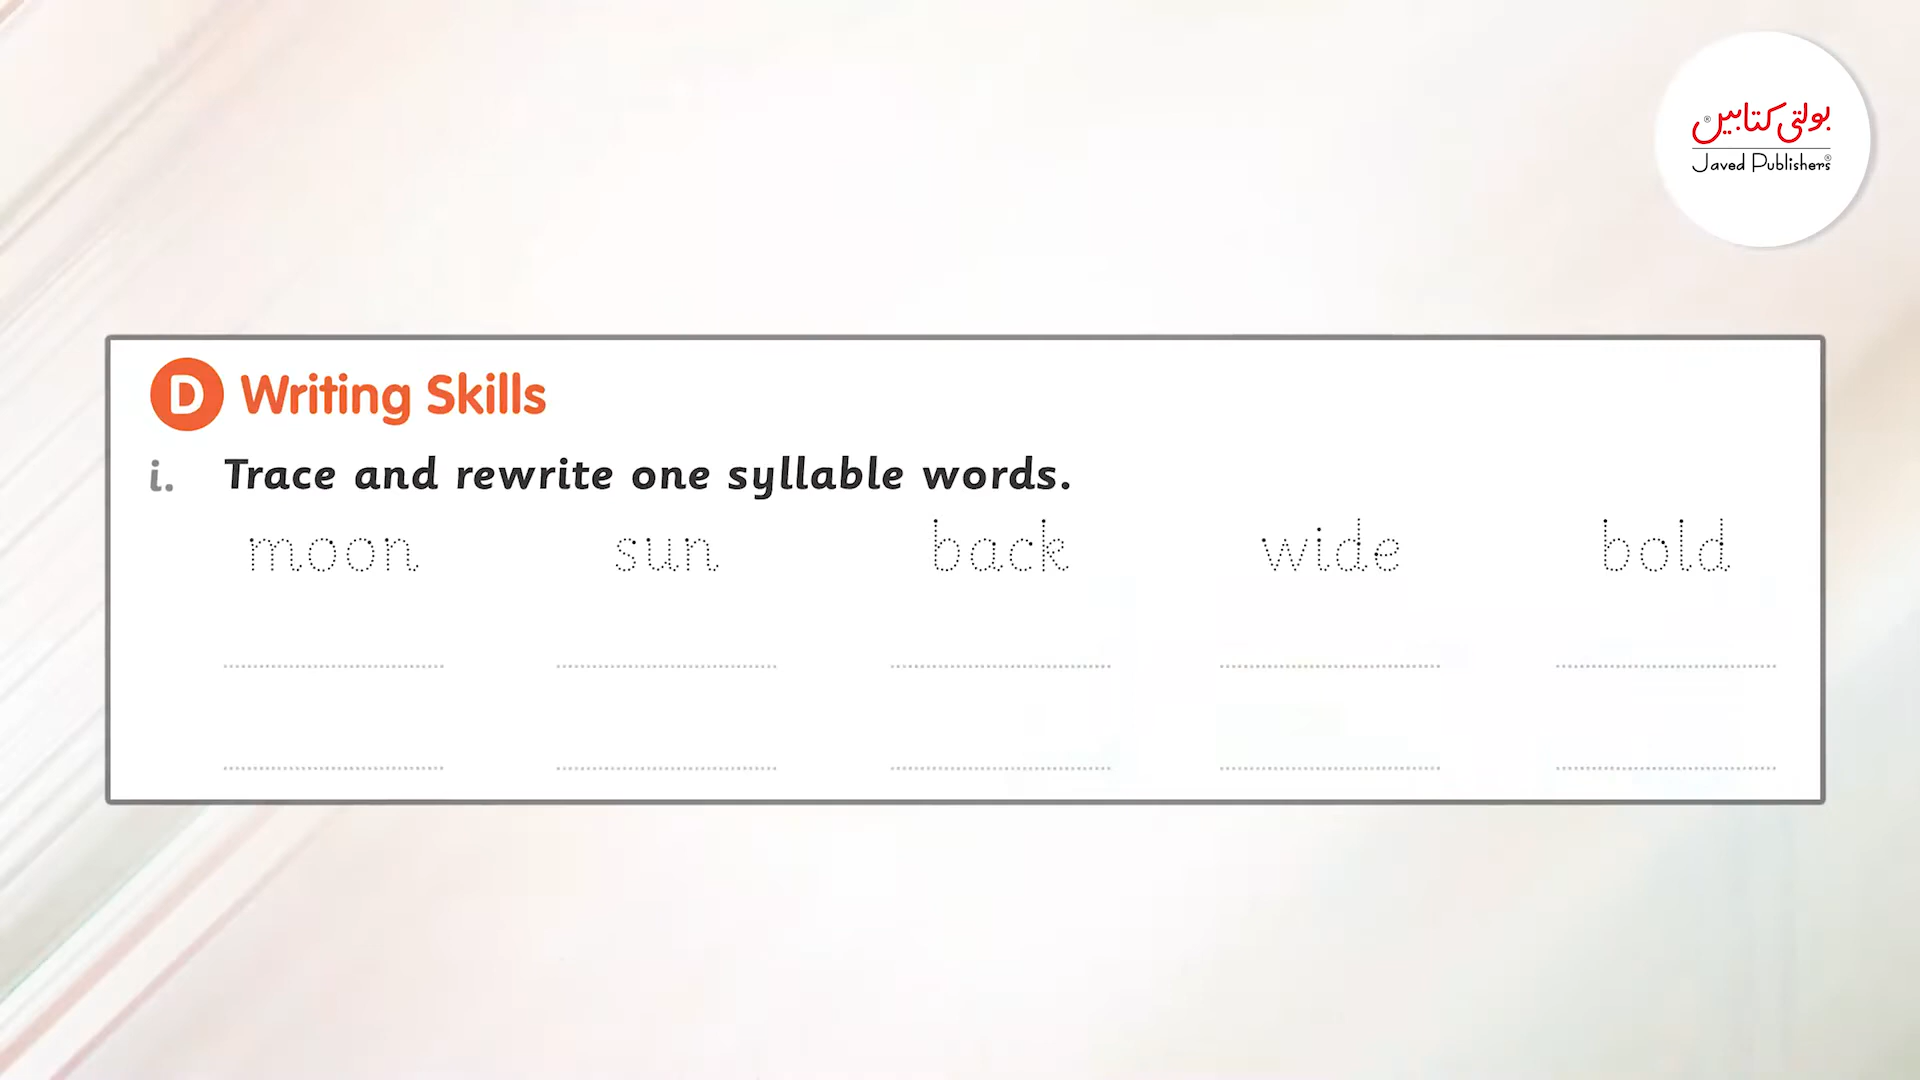 بولتی کتابیں®
Javed Publishers®
D Writing Skills
i. Trace and rewrite one syllable words.
moon sun back wide bold